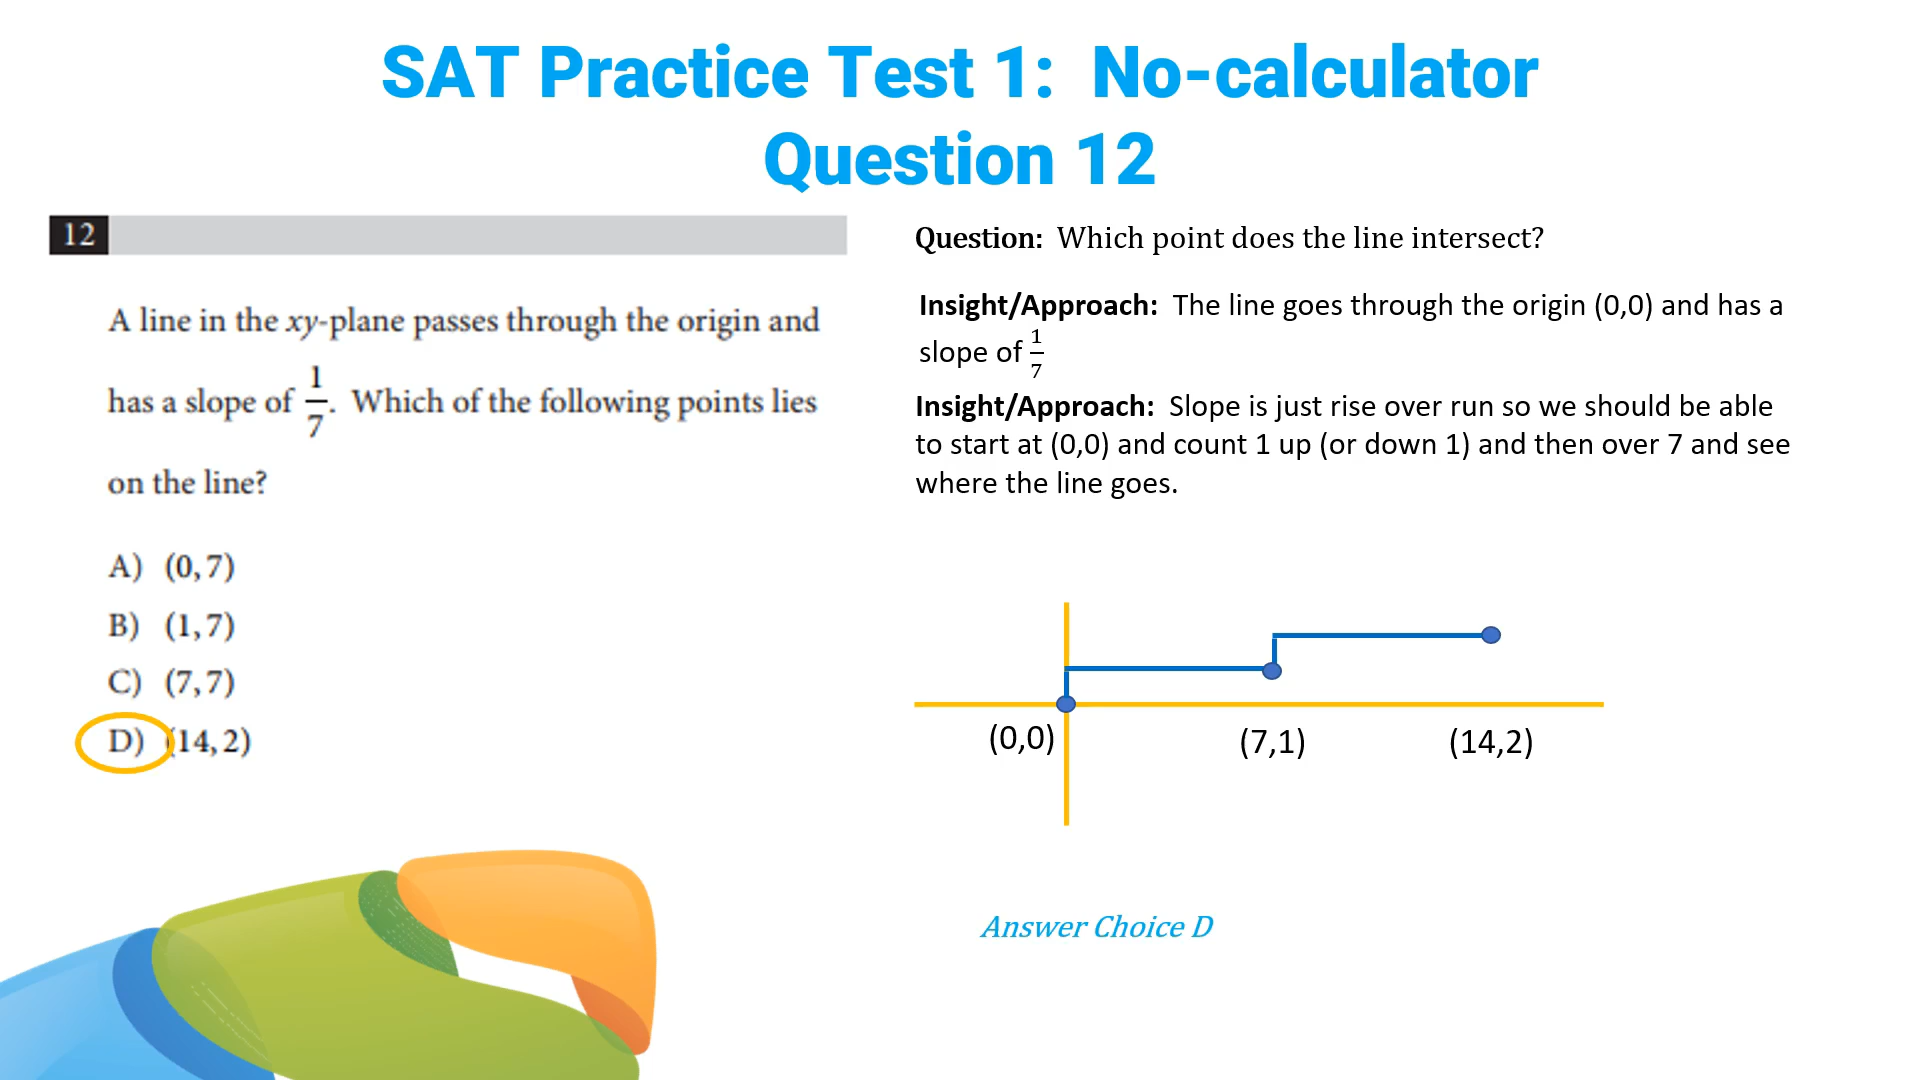 SAT Practice Test 1:  No-calculator
Question 12
12
A line in the xy-plane passes through the origin and
has a slope of 1/7. Which of the following points lies
on the line?
A) (0, 7)
B) (1, 7)
C) (7, 7)
D) (14, 2)
Question:  Which point does the line intersect?
Insight/Approach:  The line goes through the origin (0,0) and has a
slope of 1/7
Insight/Approach:  Slope is just rise over run so we should be able
to start at (0,0) and count 1 up (or down 1) and then over 7 and see
where the line goes.
(0,0)
(7,1)
(14,2)
Answer Choice D